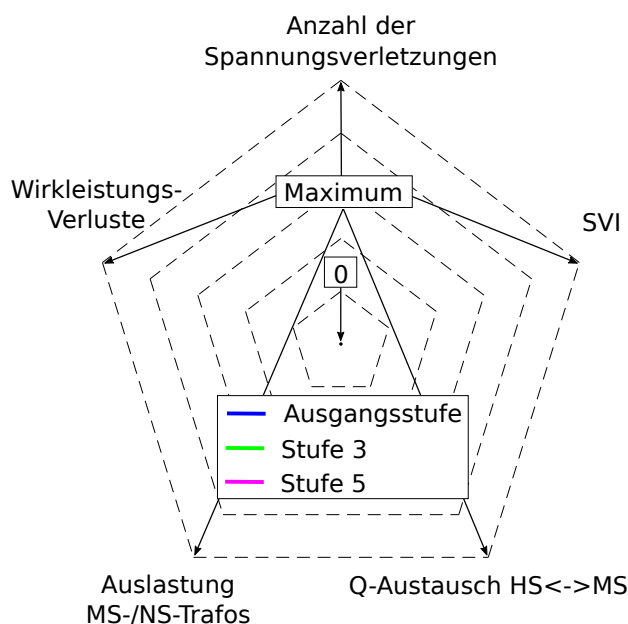 Anzahl der
Spannungsverletzungen
Wirkleistungs-
Verluste
Maximum
SVI
0
Ausgangsstufe
Stufe 3
Stufe 5
Auslastung
MS-/NS-Trafos
Q-Austausch HS<->MS